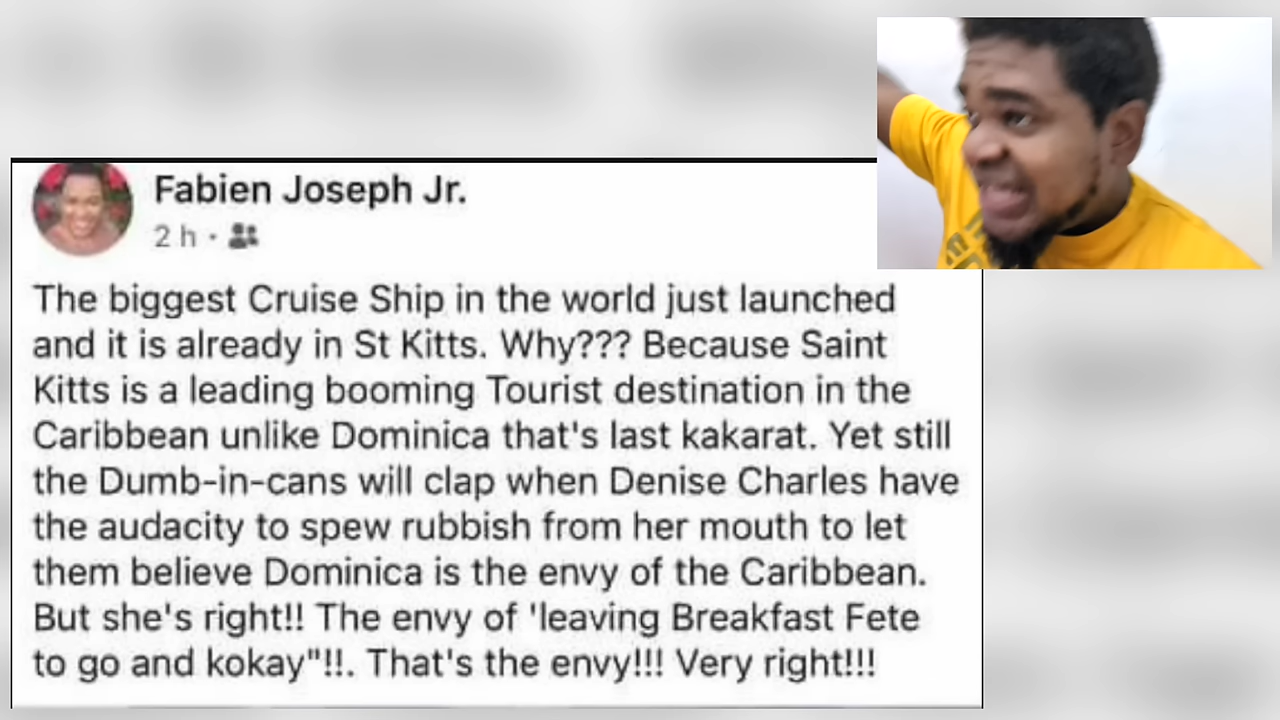 Fabien Joseph Jr.
2 h ·
The biggest Cruise Ship in the world just launched
and it is already in St Kitts. Why??? Because Saint
Kitts is a leading booming Tourist destination in the
Caribbean unlike Dominica that's last kakarat. Yet still
the Dumb-in-cans will clap when Denise Charles have
the audacity to spew rubbish from her mouth to let
them believe Dominica is the envy of the Caribbean.
But she's right!! The envy of 'leaving Breakfast Fete
to go and kokay"!!. That's the envy!!! Very right!!!